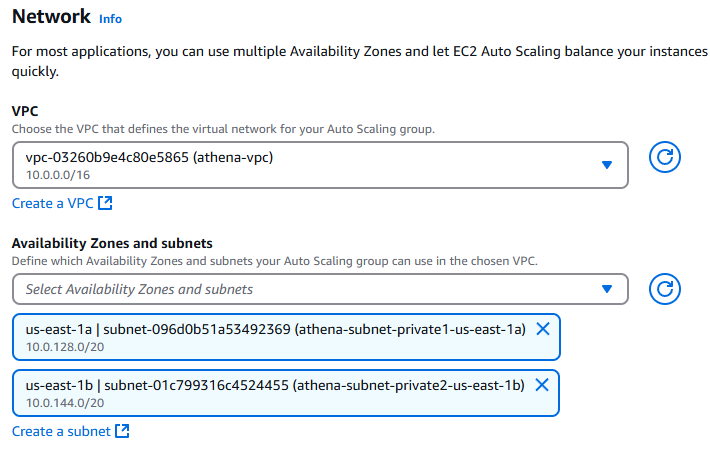 Network Info
For most applications, you can use multiple Availability Zones and let EC2 Auto Scaling balance your instances
quickly.
VPC
Choose the VPC that defines the virtual network for your Auto Scaling group.
vpc-03260b9e4c80e5865 (athena-vpc)
10.0.0.0/16
Create a VPC
Availability Zones and subnets
Define which Availability Zones and subnets your Auto Scaling group can use in the chosen VPC.
Select Availability Zones and subnets
us-east-1a | subnet-096d0b51a53492369 (athena-subnet-private1-us-east-1a)
10.0.128.0/20
us-east-1b | subnet-01c799316c4524455 (athena-subnet-private2-us-east-1b)
10.0.144.0/20
Create a subnet